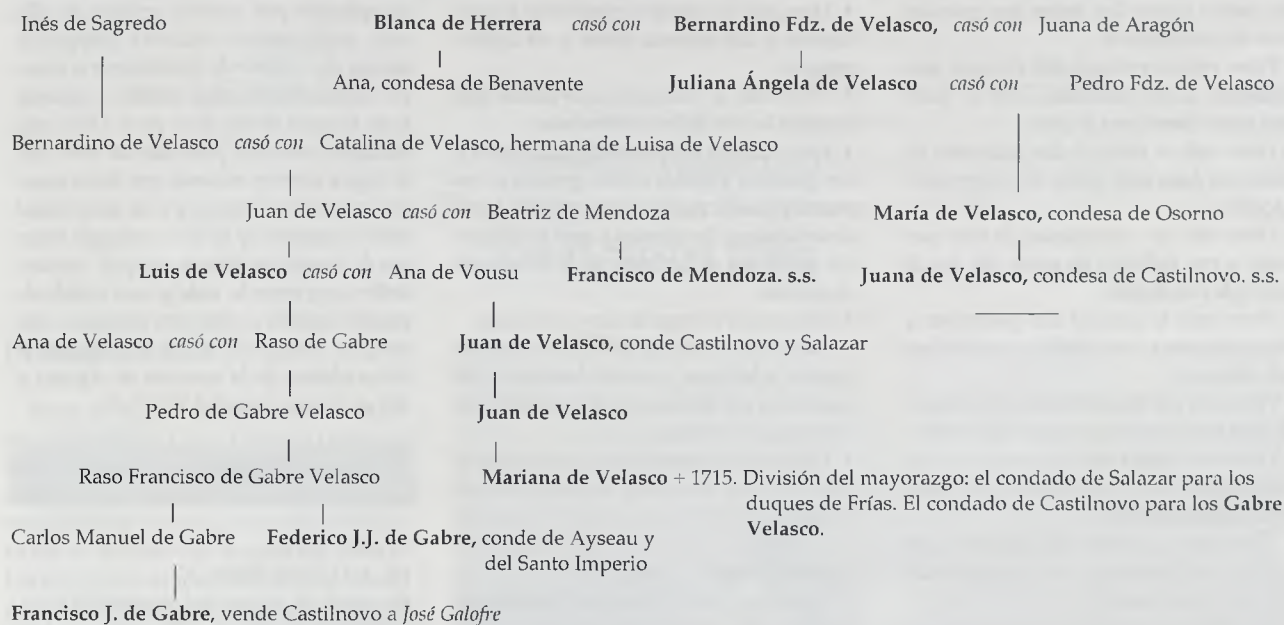 Inés de Sagredo Blanca de Herrera casó con Bernardino Fdz. de Velasco, casó con Juana de Aragón
Ana, condesa de Benavente Juliana Ángela de Velasco casó con Pedro Fdz. de Velasco
Bernardino de Velasco casó con Catalina de Velasco, hermana de Luisa de Velasco
Juan de Velasco casó con Beatriz de Mendoza María de Velasco, condesa de Osorno
Luis de Velasco casó con Ana de Vousu Francisco de Mendoza. s.s. Juana de Velasco, condesa de Castilnovo. s.s.
Ana de Velasco casó con Raso de Gabre Juan de Velasco, conde Castilnovo y Salazar
Pedro de Gabre Velasco Juan de Velasco
Raso Francisco de Gabre Velasco Mariana de Velasco ÷ 1715. División del mayorazgo: el condado de Salazar para los
duques de Frías. El condado de Castilnovo para los Gabre
Velasco.
Carlos Manuel de Gabre Federico J.J. de Gabre, conde de Ayseau y
del Santo Imperio
Francisco J. de Gabre, vende Castilnovo a José Galofre